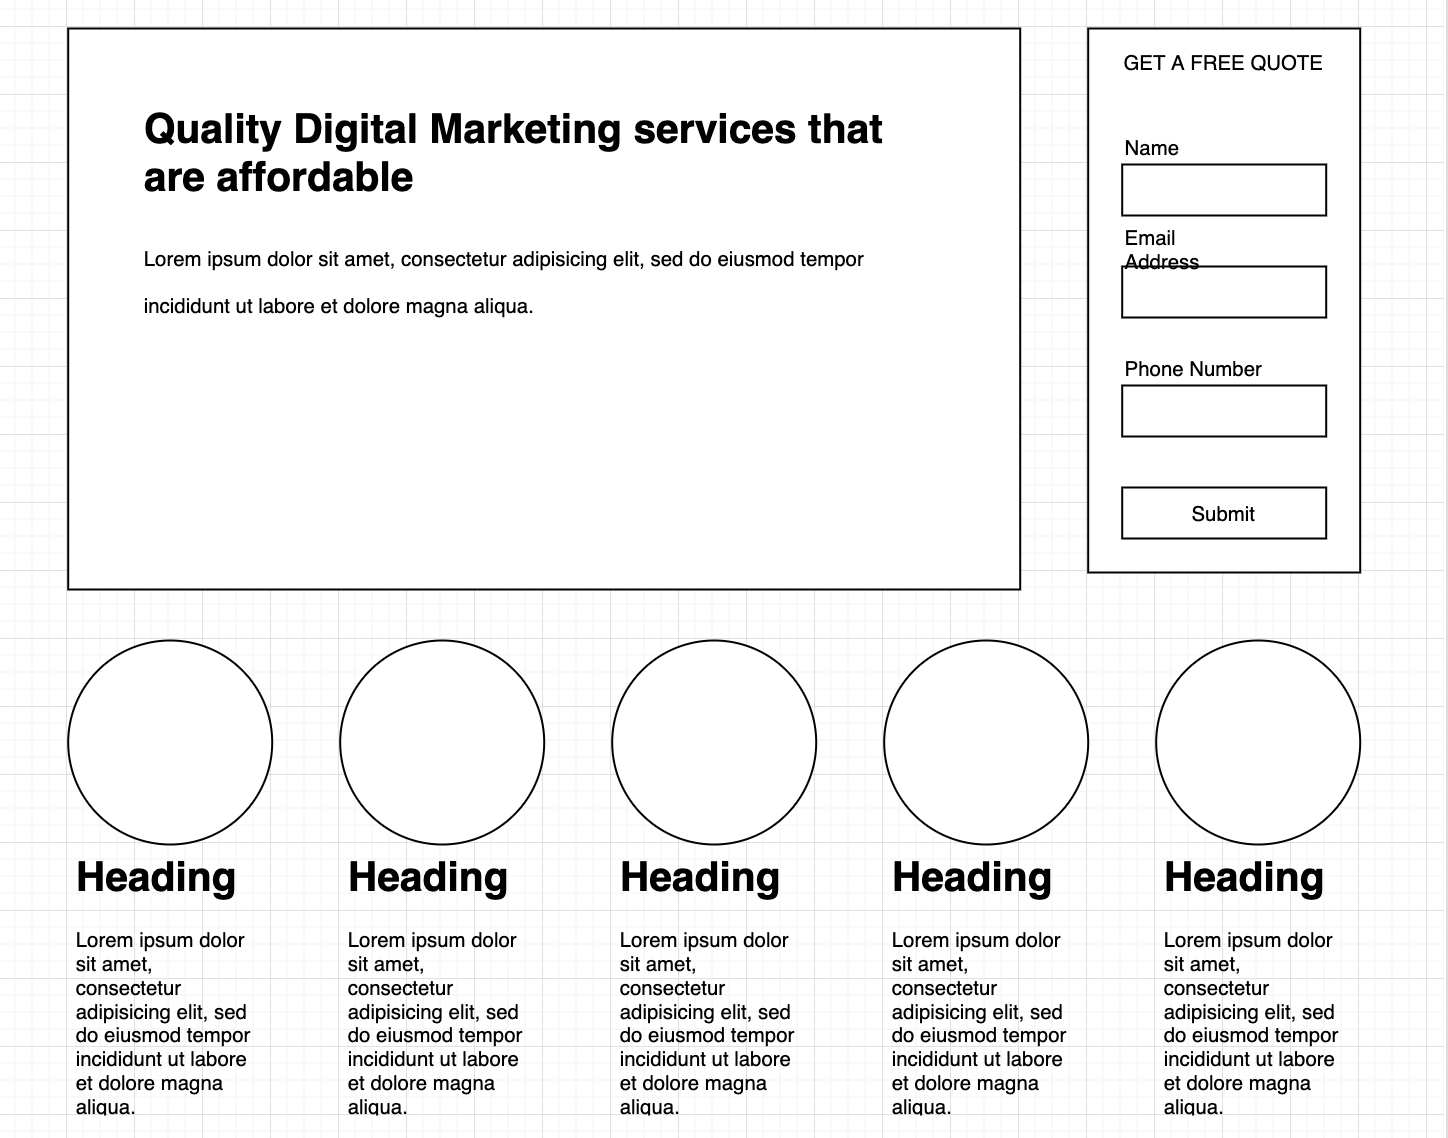 Quality Digital Marketing services that
are affordable
Lorem ipsum dolor sit amet, consectetur adipisicing elit, sed do eiusmod tempor
incididunt ut labore et dolore magna aliqua.
GET A FREE QUOTE
Name
Email
Address
Phone Number
Submit
Heading
Lorem ipsum dolor
sit amet,
consectetur
adipisicing elit, sed
do eiusmod tempor
incididunt ut labore
et dolore magna
aliqua.
Heading
Lorem ipsum dolor
sit amet,
consectetur
adipisicing elit, sed
do eiusmod tempor
incididunt ut labore
et dolore magna
aliqua.
Heading
Lorem ipsum dolor
sit amet,
consectetur
adipisicing elit, sed
do eiusmod tempor
incididunt ut labore
et dolore magna
aliqua.
Heading
Lorem ipsum dolor
sit amet,
consectetur
adipisicing elit, sed
do eiusmod tempor
incididunt ut labore
et dolore magna
aliqua.
Heading
Lorem ipsum dolor
sit amet,
consectetur
adipisicing elit, sed
do eiusmod tempor
incididunt ut labore
et dolore magna
aliqua.